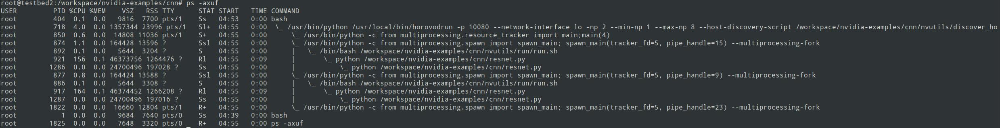 root@testbed2:/workspace/nvidia-examples/cnn# ps -axuf
USER         PID %CPU %MEM    VSZ   RSS TTY      STAT START   TIME COMMAND
root         404  0.1  0.0   9816  7700 pts/1    Ss   04:53   0:00 bash
root         718  4.0  0.0 1357344 23996 pts/1   Sl+  04:55   0:00  \_ /usr/bin/python /usr/local/bin/horovodrun -p 10080 --network-interface lo -np 2 --min-np 1 --max-np 8 --host-discovery-script /workspace/nvidia-examples/cnn/nvutils/discover_ho
root         850  0.6  0.0  14808 11036 pts/1    S+   04:55   0:00      \_ /usr/bin/python -c from multiprocessing.resource_tracker import main;main(4)
root         874  1.1  0.0 164428 13596 ?        Ssl  04:55   0:00      \_ /usr/bin/python -c from multiprocessing.spawn import spawn_main; spawn_main(tracker_fd=5, pipe_handle=15) --multiprocessing-fork
root         892  0.1  0.0   5644  3204 ?        S    04:55   0:00      |   \_ /bin/bash /workspace/nvidia-examples/cnn/nvutils/run/run.sh
root         921  156  0.1 46373756 1264476 ?    Rl   04:55   0:09      |       \_ python /workspace/nvidia-examples/cnn/resnet.py
root        1286  0.0  0.0 24700496 197028 ?     Ss   04:55   0:00      |           \_ python /workspace/nvidia-examples/cnn/resnet.py
root         877  0.8  0.0 164424 13588 ?        Ssl  04:55   0:00      \_ /usr/bin/python -c from multiprocessing.spawn import spawn_main; spawn_main(tracker_fd=5, pipe_handle=9) --multiprocessing-fork
root         886  0.1  0.0   5644  3308 ?        S    04:55   0:00      |   \_ /bin/bash /workspace/nvidia-examples/cnn/nvutils/run/run.sh
root         917  164  0.1 46374452 1266208 ?    Rl   04:55   0:09      |       \_ python /workspace/nvidia-examples/cnn/resnet.py
root        1287  0.0  0.0 24700496 197016 ?     Ss   04:55   0:00      |           \_ python /workspace/nvidia-examples/cnn/resnet.py
root        1822  0.0  0.0  16660 12804 pts/1    R+   04:55   0:00      \_ /usr/bin/python -c from multiprocessing.spawn import spawn_main; spawn_main(tracker_fd=5, pipe_handle=23) --multiprocessing-fork
root           1  0.0  0.0   9684  7640 pts/0    Ss   04:39   0:00 bash
root        1825  0.0  0.0   7648  3320 pts/0    R+   04:55   0:00 ps -axuf